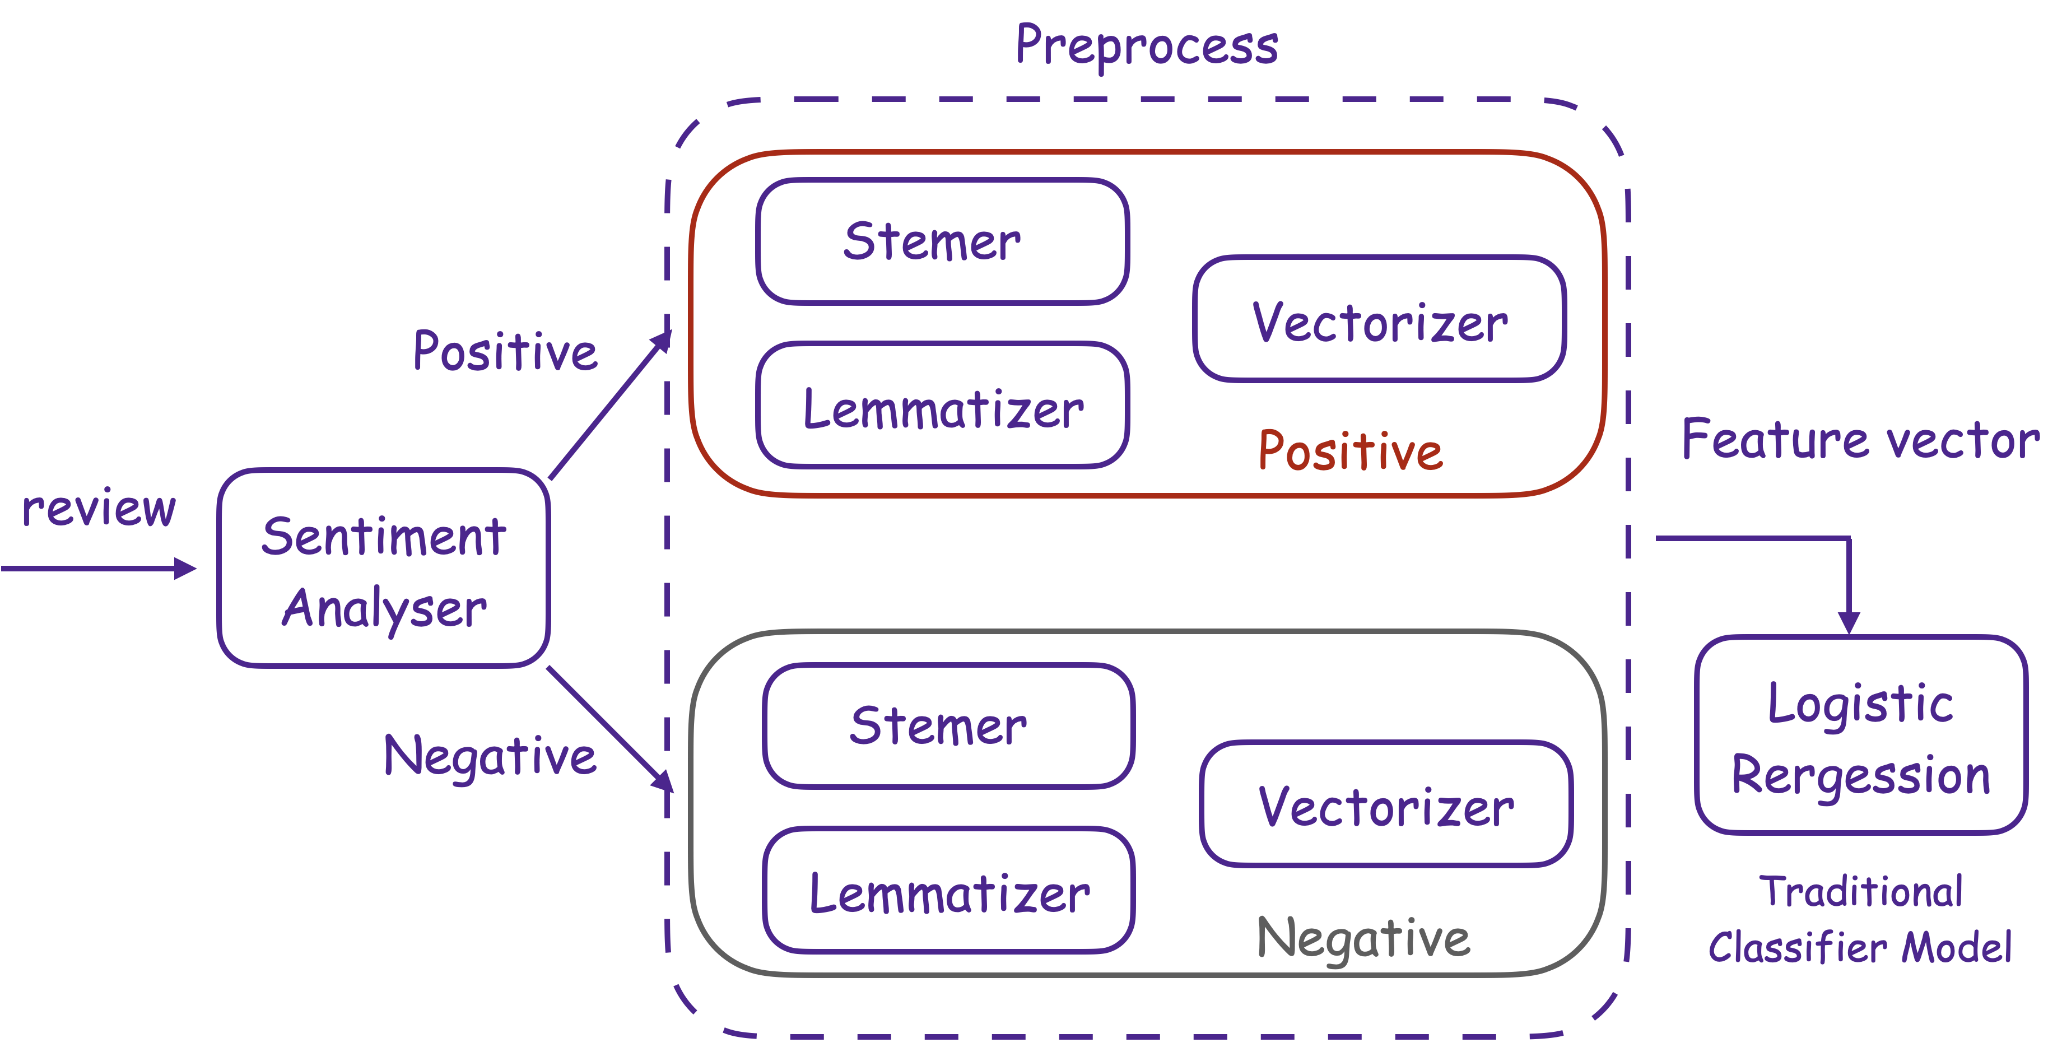 Preprocess
review
Sentiment
Analyser
Positive
Negative
Stemer
Lemmatizer
Vectorizer
Positive
Stemer
Lemmatizer
Vectorizer
Negative
Feature vector
Logistic
Rergession
Traditional
Classifier Model